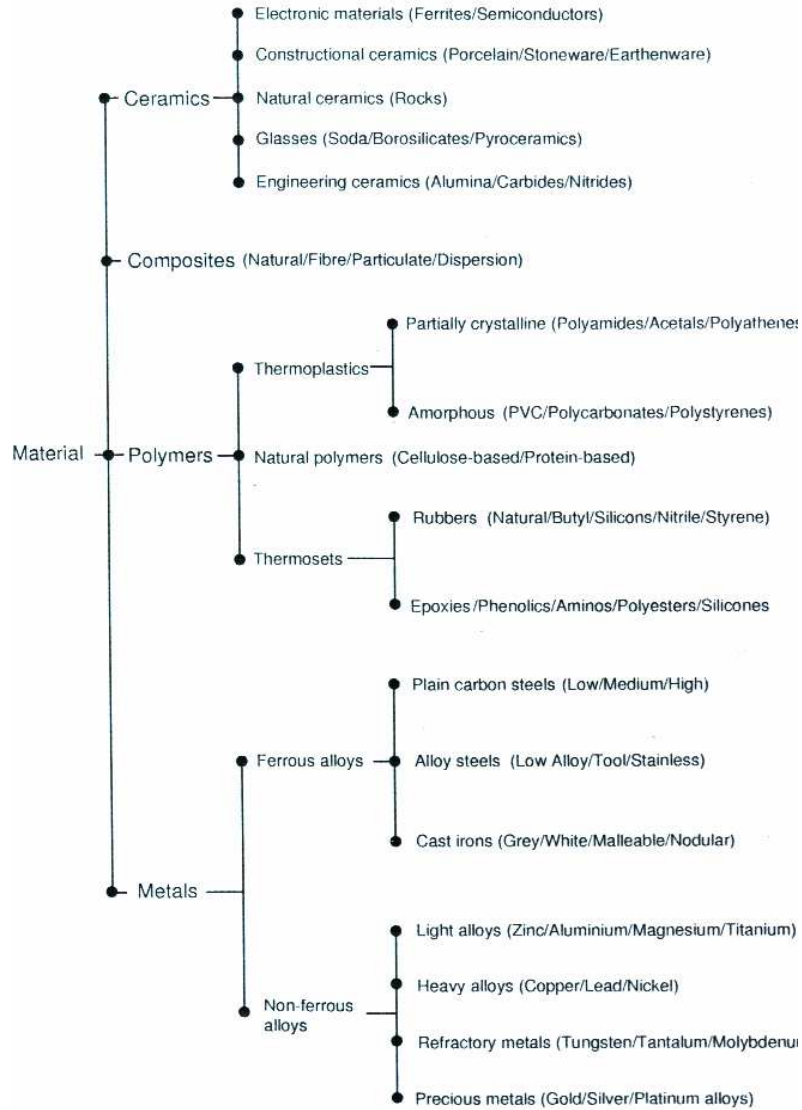 Electronic materials (Ferrites/Semiconductors)
Constructional ceramics (Porcelain/Stoneware/Earthenware)
Ceramics
Natural ceramics (Rocks)
Glasses (Soda/Borosilicates/Pyroceramics)
Engineering ceramics (Alumina/Carbides/Nitrides)
Composites (Natural/Fibre/Particulate/Dispersion)
Partially crystalline (Polyamides/Acetals/Polyathenes
Thermoplastics
Amorphous (PVC/Polycarbonates/Polystyrenes)
Material
Polymers
Natural polymers (Cellulose-based/Protein-based)
Rubbers (Natural/Butyl/Silicons/Nitrile/Styrene)
Thermosets
Epoxies/Phenolics/Aminos/Polyesters/Silicones
Plain carbon steels (Low/Medium/High)
Ferrous alloys
Alloy steels (Low Alloy/Tool/Stainless)
Cast irons (Grey/White/Malleable/Nodular)
Metals
Light alloys (Zinc/Aluminium/Magnesium/Titanium)
Heavy alloys (Copper/Lead/Nickel)
Non-ferrous
alloys
Refractory metals (Tungsten/Tantalum/Molybdenu
Precious metals (Gold/Silver/Platinum alloys)